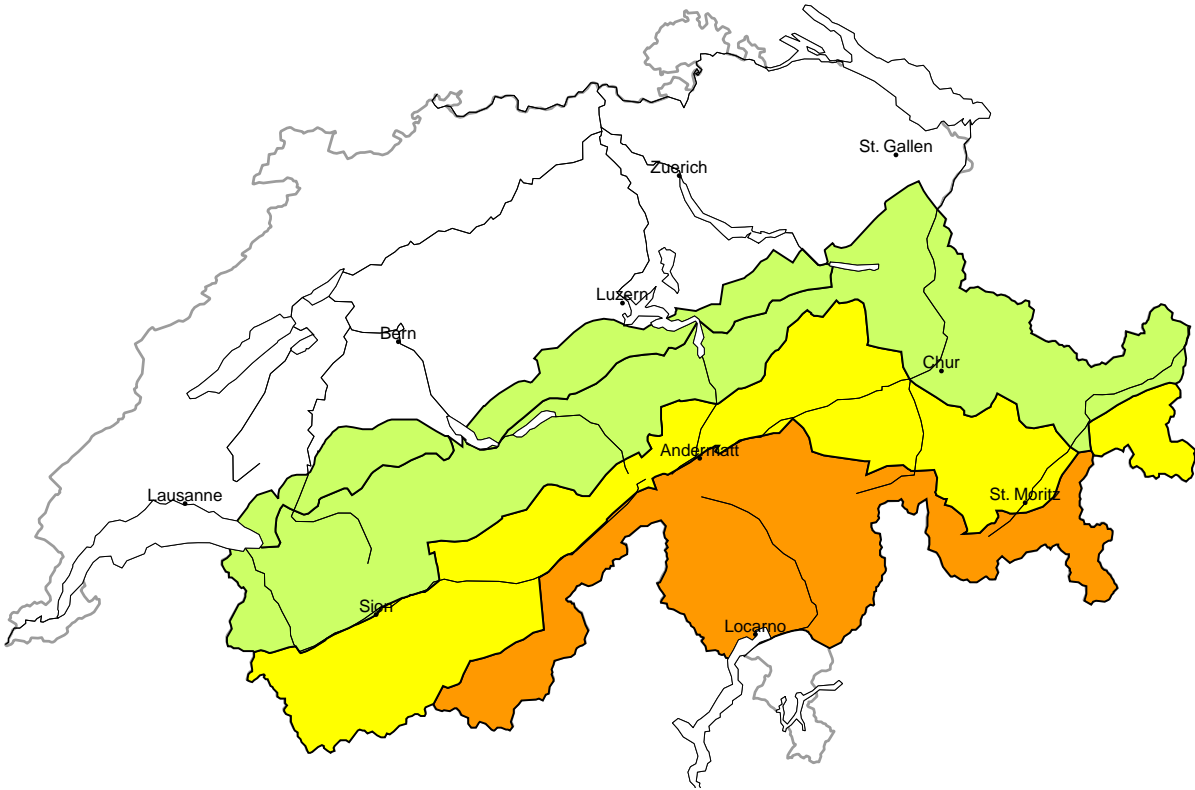 St. Gallen
Zuerich
Luzern
Bern
Chur
Andermatt
St. Moritz
Lausanne
Sion
Locarno